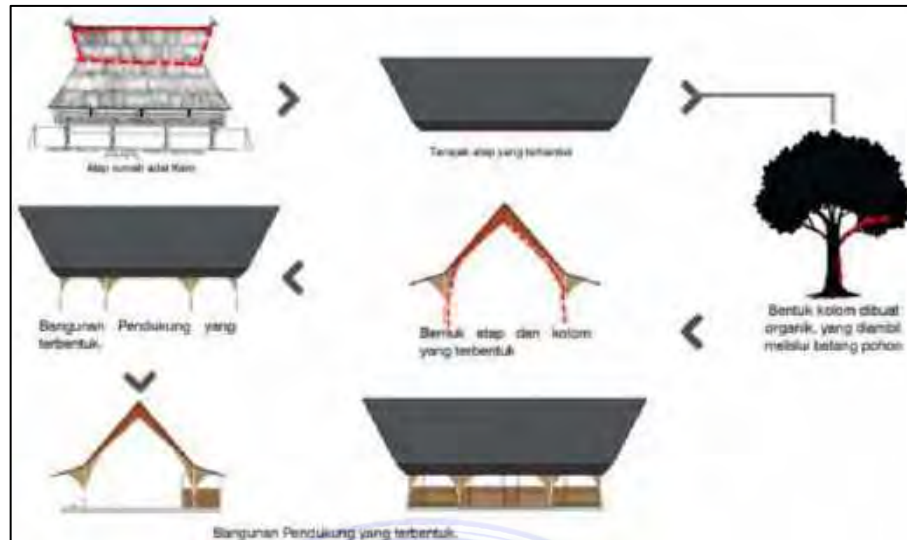 Atap rumah adat Karo
Tampak atap yang terbentuk
Bentuk kolom dibuat
organik, yang diambil
melalui batang pohon
Bentuk atap dan kolom
yang terbentuk
Bangunan Pendukung yang
terbentuk.
Bangunan Pendukung yang terbentuk.